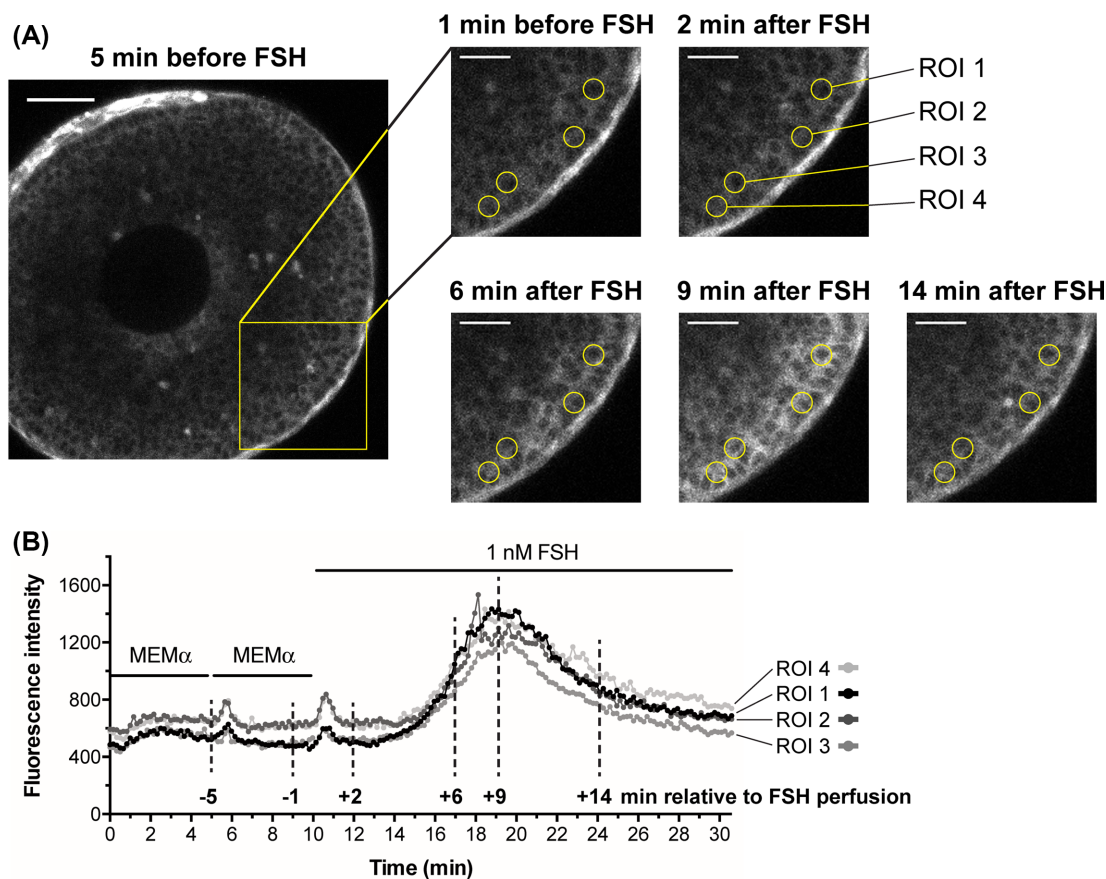 (A)
5 min before FSH
1 min before FSH
2 min after FSH
ROI 1
ROI 2
ROI 3
ROI 4
6 min after FSH
9 min after FSH
14 min after FSH
(B)
1 nM FSH
Fluorescence intensity
1600
1200
800
400
0
MEMα
MEMα
ROI 4
ROI 1
ROI 2
ROI 3
-5
-1
+2
+6
+9
+14
min relative to FSH perfusion
0 2 4 6 8 10 12 14 16 18 20 22 24 26 28 30
Time (min)